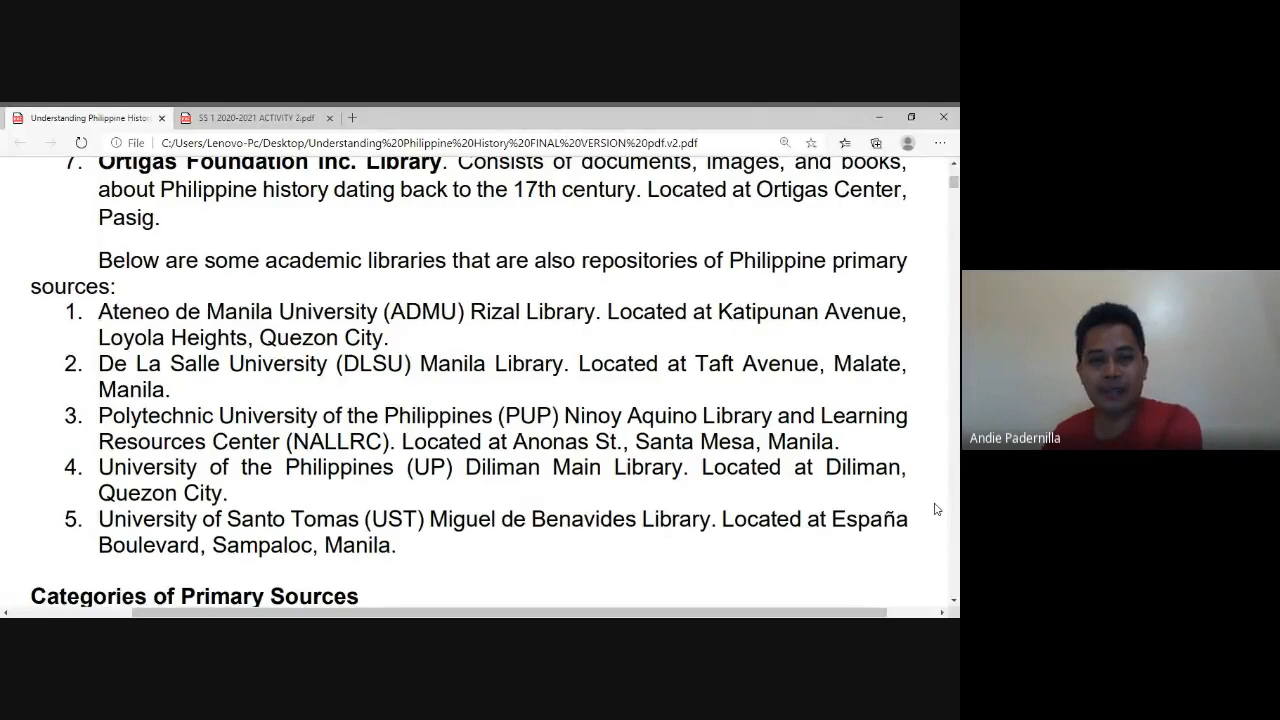 Understanding Philippine Histor
SS 1 2020-2021 ACTIVITY 2.pdf
File C:/Users/Lenovo-Pc/Desktop/Understanding%20Philippine%20History%20FINAL%20VERSION%20pdf.v2.pdf
7. Ortigas Foundation Inc. Library. Consists of documents, images, and books,
about Philippine history dating back to the 17th century. Located at Ortigas Center,
Pasig.
Below are some academic libraries that are also repositories of Philippine primary
sources:
1. Ateneo de Manila University (ADMU) Rizal Library. Located at Katipunan Avenue,
Loyola Heights, Quezon City.
2. De La Salle University (DLSU) Manila Library. Located at Taft Avenue, Malate,
Manila.
3. Polytechnic University of the Philippines (PUP) Ninoy Aquino Library and Learning
Resources Center (NALLRC). Located at Anonas St., Santa Mesa, Manila.
4. University of the Philippines (UP) Diliman Main Library. Located at Diliman,
Quezon City.
5. University of Santo Tomas (UST) Miguel de Benavides Library. Located at España
Boulevard, Sampaloc, Manila.
Categories of Primary Sources
Andie Padernilla